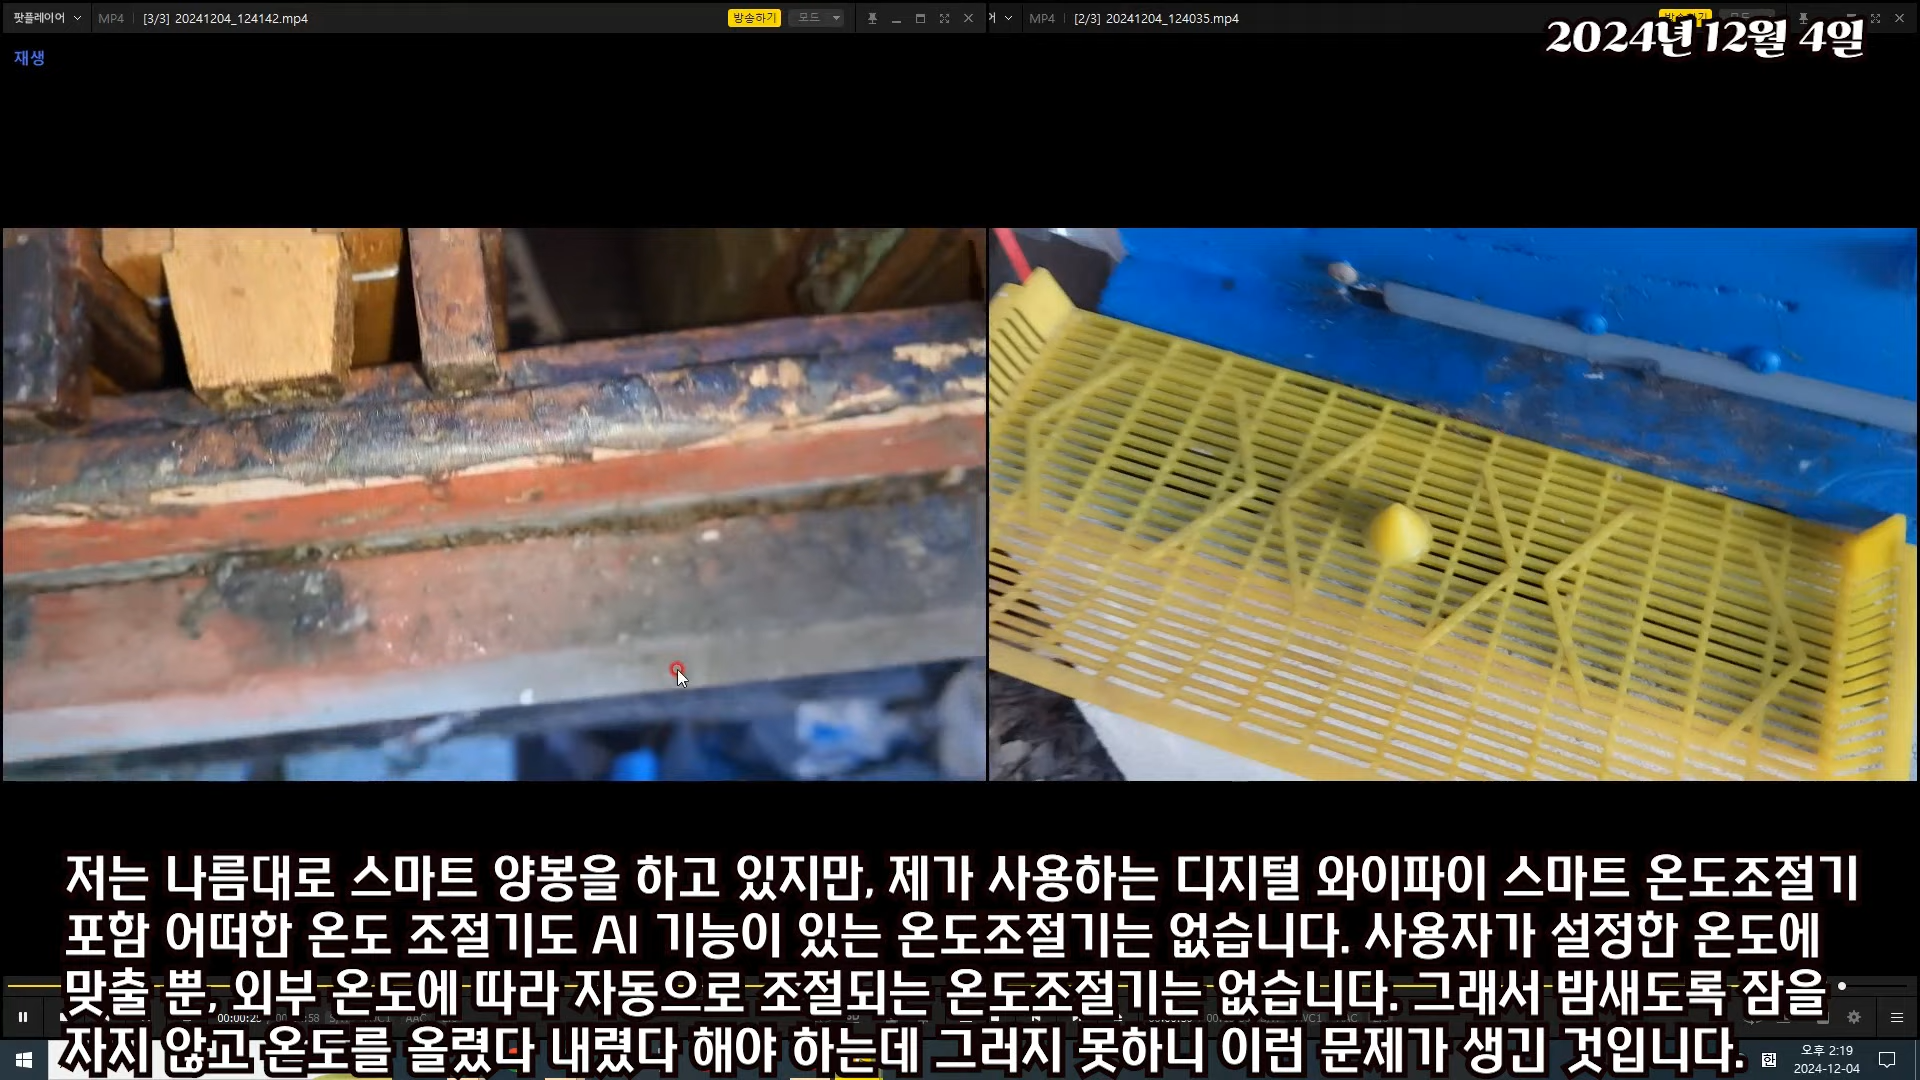 팟플레이어 MP4 [3/3] 20241204_124142.mp4 방송하기 모드
MP4 [2/3] 20241204_124035.mp4
2024년 12월 4일
재생
저는 나름대로 스마트 양봉을 하고 있지만, 제가 사용하는 디지털 와이파이 스마트 온도조절기
포함 어떠한 온도 조절기도 AI 기능이 있는 온도조절기는 없습니다. 사용자가 설정한 온도에
맞출 뿐, 외부 온도에 따라 자동으로 조절되는 온도조절기는 없습니다. 그래서 밤새도록 잠을
자지 않고 온도를 올렸다 내렸다 해야 하는데 그러지 못하니 이런 문제가 생긴 것입니다.
한
오후 2:19
2024-12-04